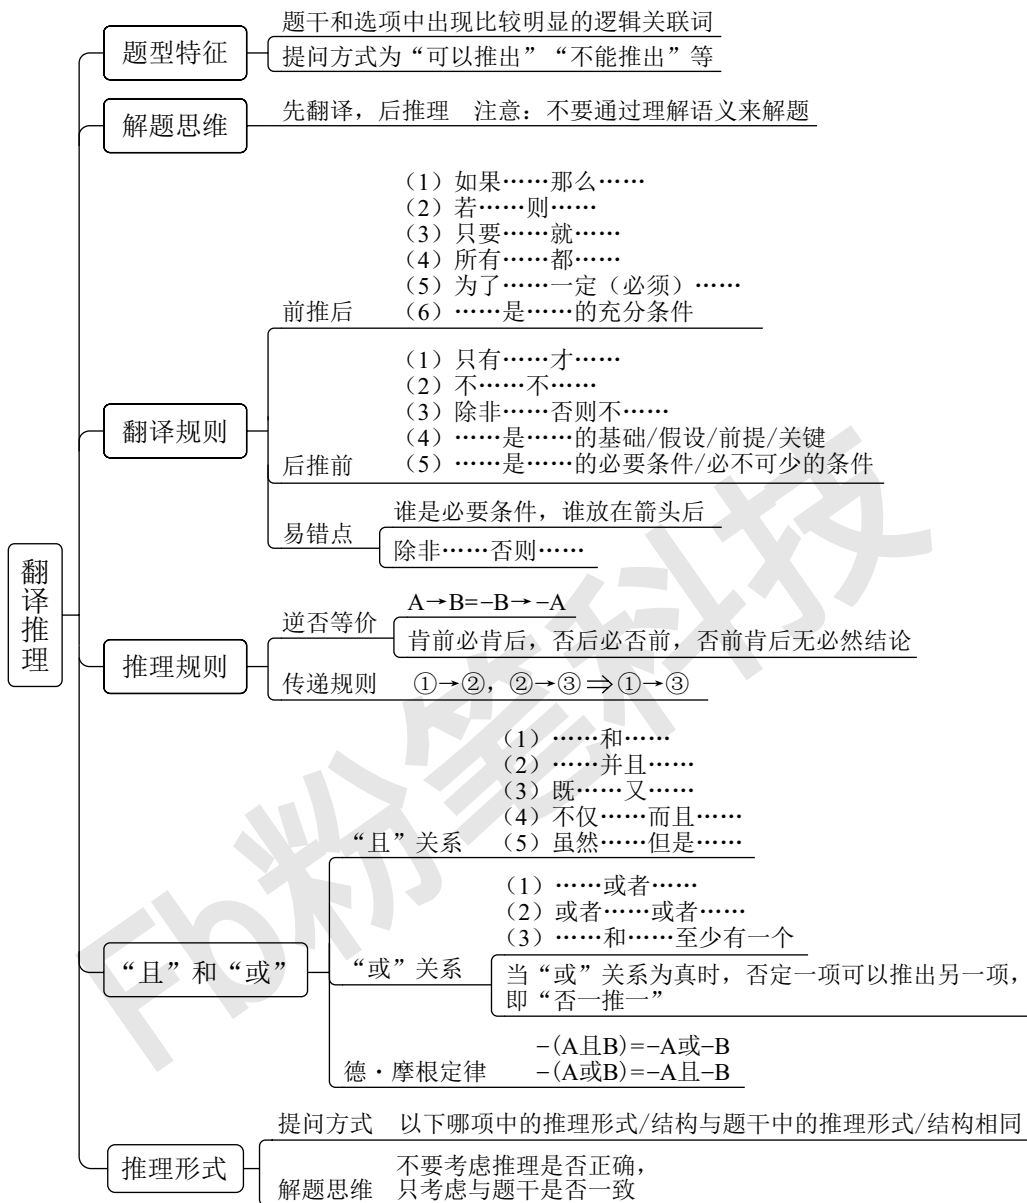 翻译推理
题型特征
题干和选项中出现比较明显的逻辑关联词
提问方式为“可以推出”“不能推出”等
解题思维
先翻译，后推理　注意：不要通过理解语义来解题
翻译规则
前推后
（1）如果……那么……
（2）若……则……
（3）只要……就……
（4）所有……都……
（5）为了……一定（必须）……
（6）……是……的充分条件
后推前
（1）只有……才……
（2）不……不……
（3）除非……否则不……
（4）……是……的基础/假设/前提/关键
（5）……是……的必要条件/必不可少的条件
易错点
谁是必要条件，谁放在箭头后
除非……否则……
推理规则
逆否等价
A→B=−B→−A
肯前必肯后，否后必否前，否前肯后无必然结论
传递规则　①→②，②→③⇒①→③
“且”和“或”
“且”关系
（1）……和……
（2）……并且……
（3）既……又……
（4）不仅……而且……
（5）虽然……但是……
“或”关系
（1）……或者……
（2）或者……或者……
（3）……和……至少有一个
当“或”关系为真时，否定一项可以推出另一项，
即“否一推一”
德·摩根定律
−(A且B)=−A或−B
−(A或B)=−A且−B
推理形式
提问方式　以下哪项中的推理形式/结构与题干中的推理形式/结构相同
解题思维
不要考虑推理是否正确，
只考虑与题干是否一致
Fb粉笔科技